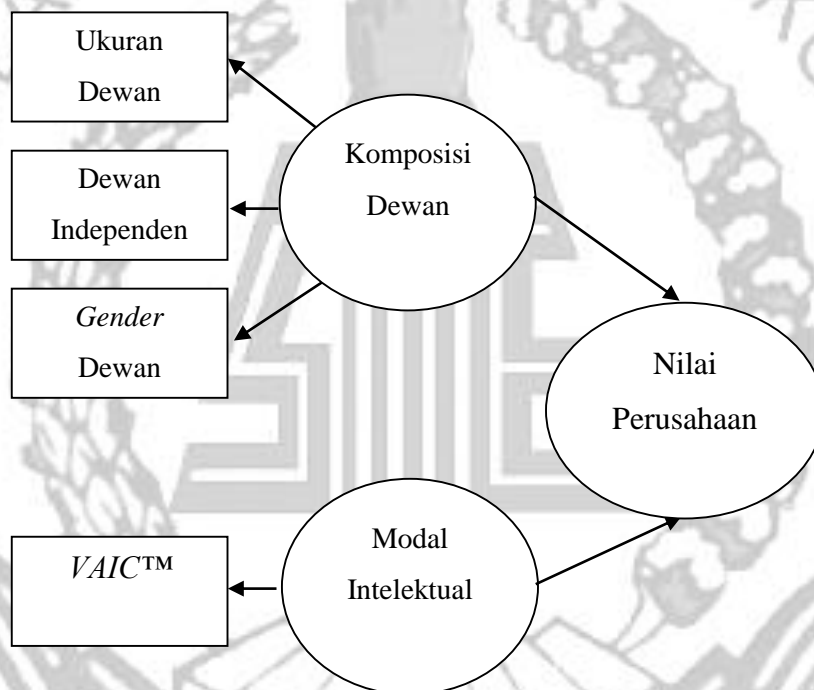 Ukuran
Dewan
Komposisi
Dewan
Dewan
Independen
Gender
Dewan
Nilai
Perusahaan
VAIC™
Modal
Intelektual